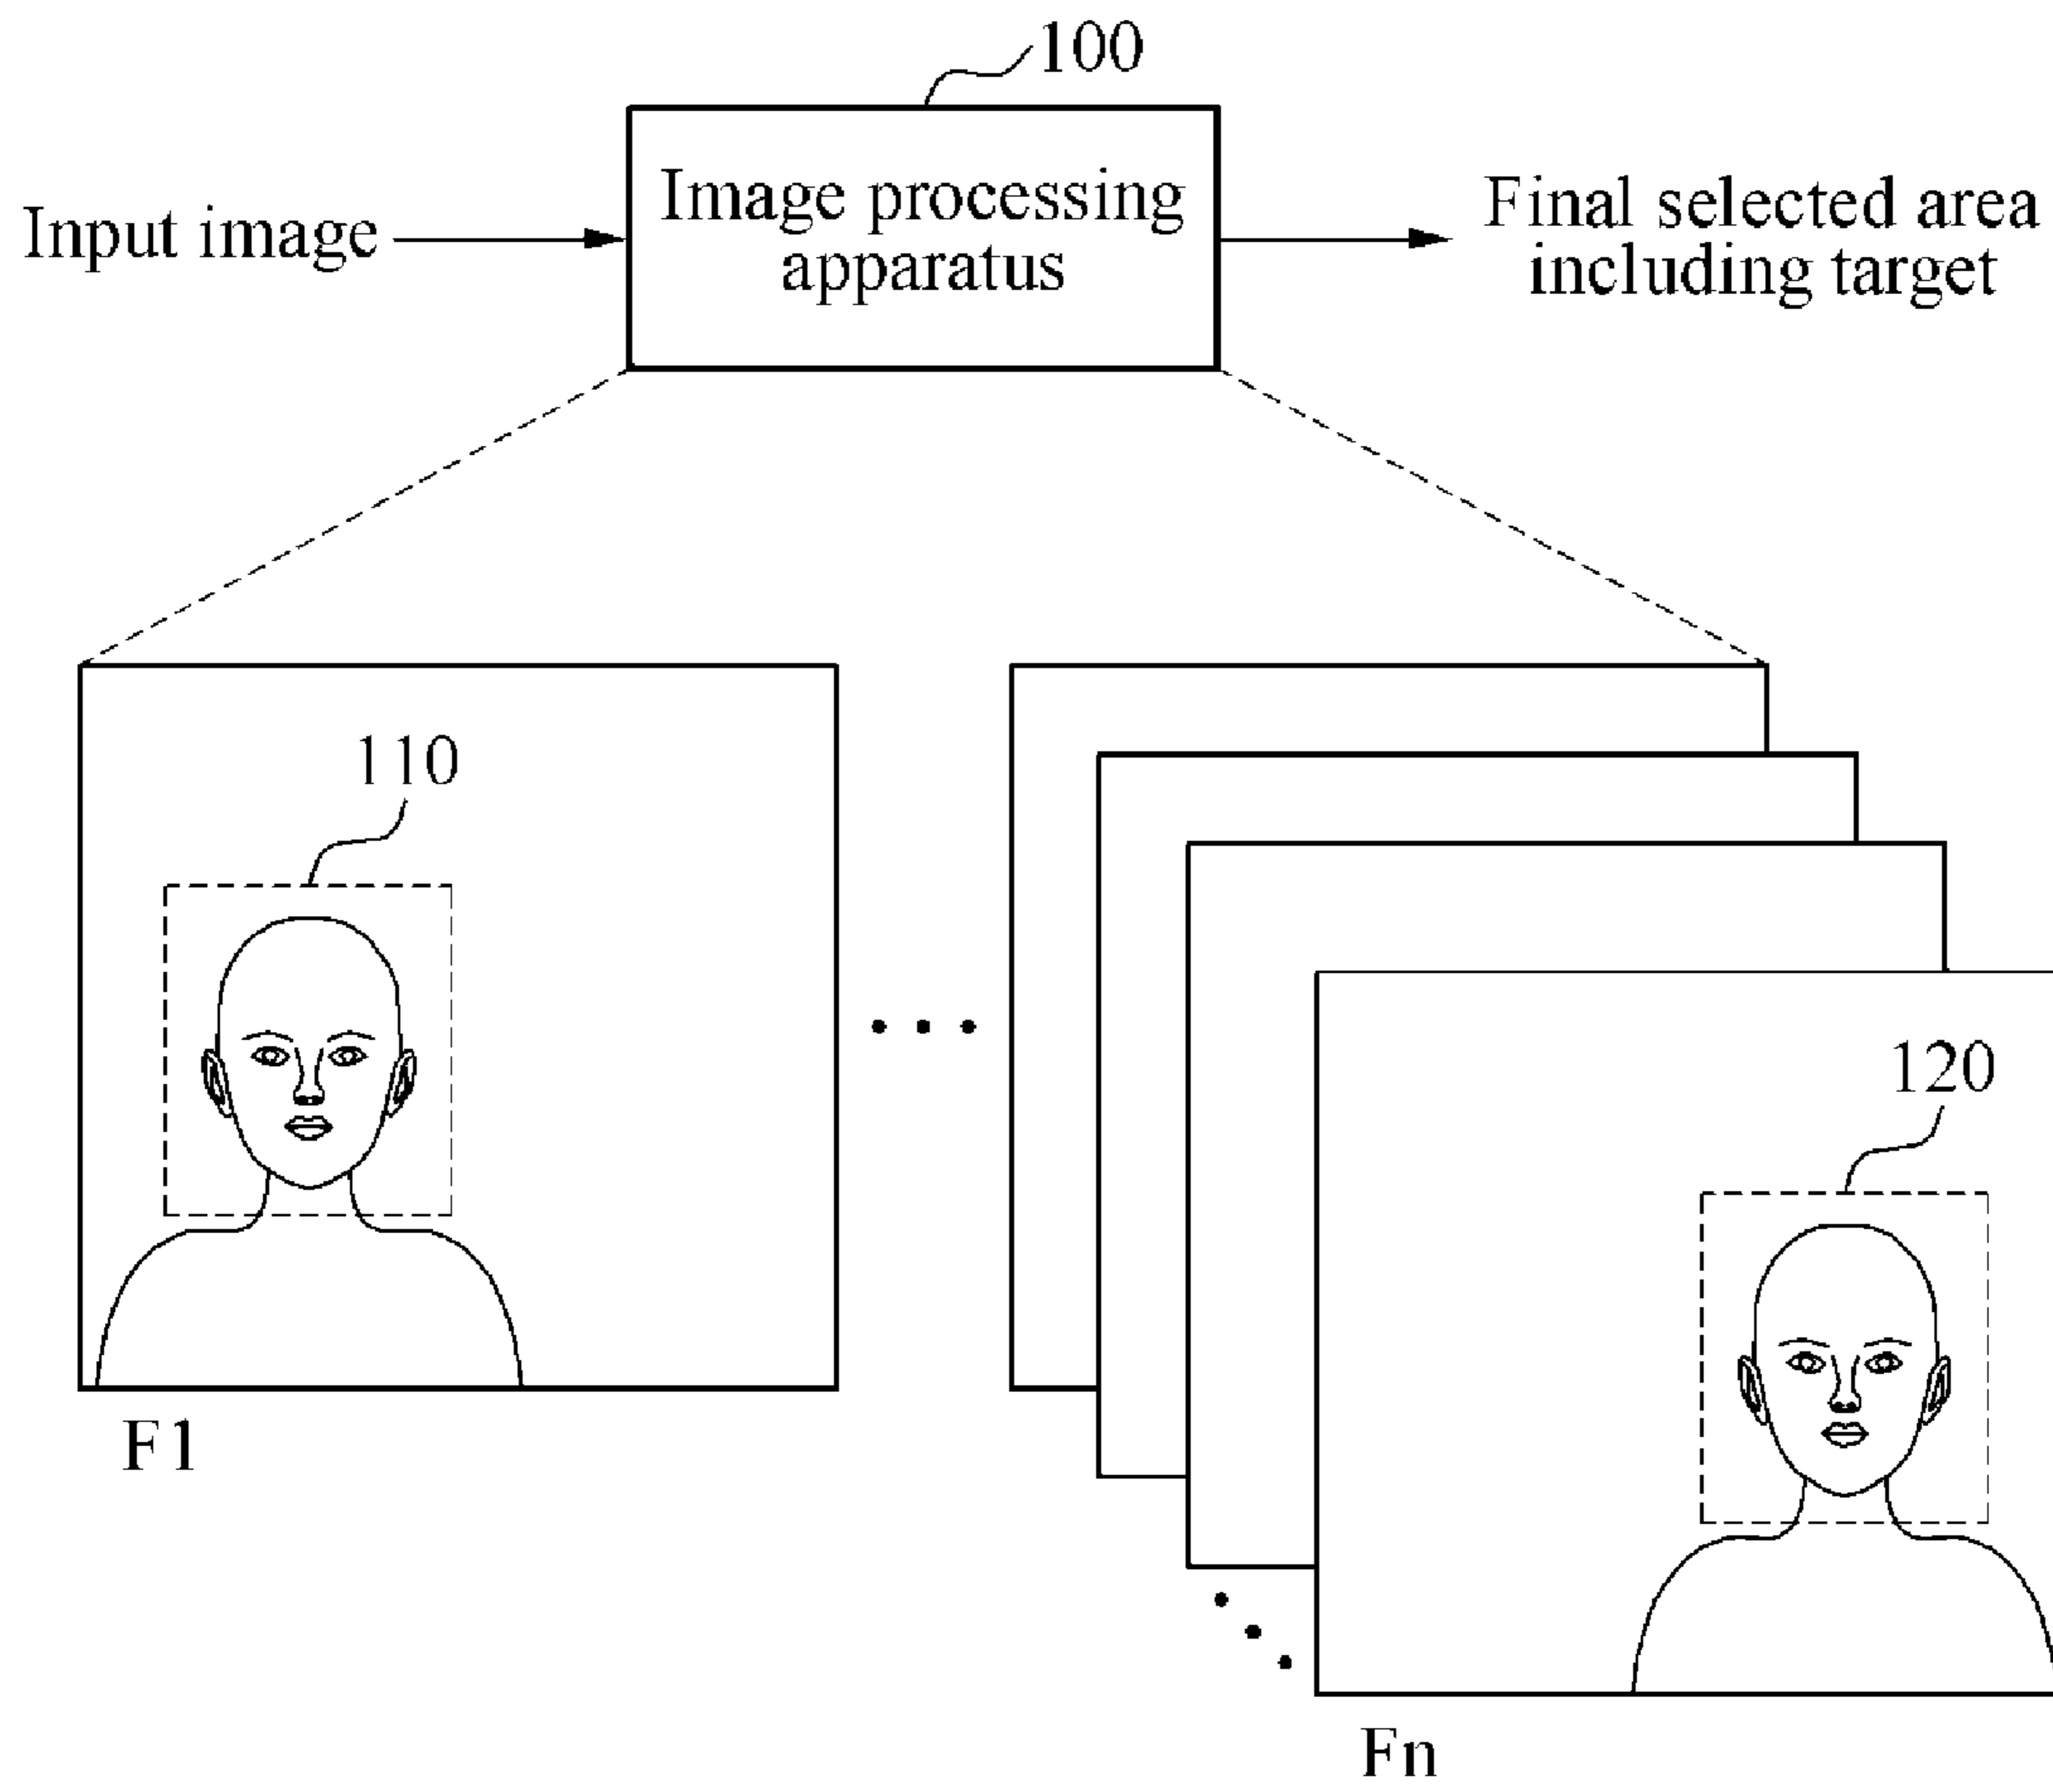 100
Input image
Image processing
apparatus
Final selected area
including target
110
120
F1
Fn